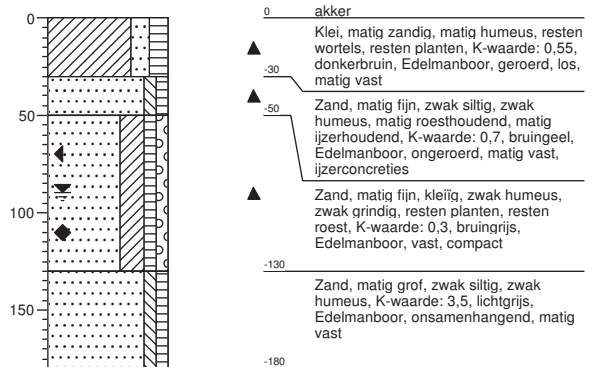 0
50
100
150
0
akker
Klei, matig zandig, matig humeus, resten
wortels, resten planten, K-waarde: 0,55,
donkerbruin, Edelmanboor, geroerd, los,
matig vast
-30
Zand, matig fijn, zwak siltig, zwak
humeus, matig roesthoudend, matig
ijzerhoudend, K-waarde: 0,7, bruingeel,
Edelmanboor, ongeroerd, matig vast,
ijzerconcreties
-50
Zand, matig fijn, kleiïg, zwak humeus,
zwak grindig, resten planten, resten
roest, K-waarde: 0,3, bruingrijs,
Edelmanboor, vast, compact
-130
Zand, matig grof, zwak siltig, zwak
humeus, K-waarde: 3,5, lichtgrijs,
Edelmanboor, onsamenhangend, matig
vast
-180